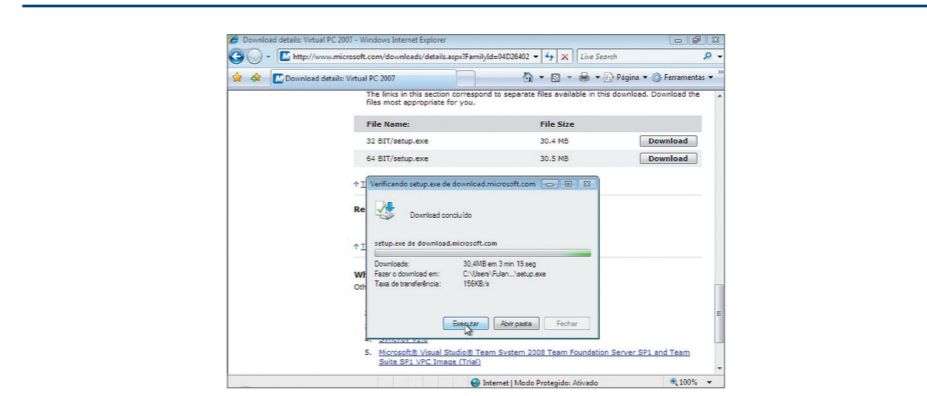 Download details: Virtual PC 2007 - Windows Internet Explorer
http://www.microsoft.com/downloads/details.aspx?FamilyId=04D26402
Live Search
Download details: Virtual PC 2007
Página
Ferramentas
The links in this section correspond to separate files available in this download. Download the
files most appropriate for you.
File Name:
File Size
32 BIT/setup.exe
30.4 MB
Download
64 BIT/setup.exe
30.5 MB
Download
Verificando setup.exe de download.microsoft.com
Re
Download concluído
setup.exe de download.microsoft.com
Downloads:
30,4MB em 3 min 19 seg
Wh
Fazer o download em:
C:\Users\Fulan...\setup.exe
Oth
Taxa de transferência:
156KB/s
Executar
Abrir pasta
Fechar
5. Microsoft® Visual Studio® Team System 2008 Team Foundation Server SP1 and Team
Suite SP1 VPC Image (Trial)
Internet | Modo Protegido: Ativado
100%